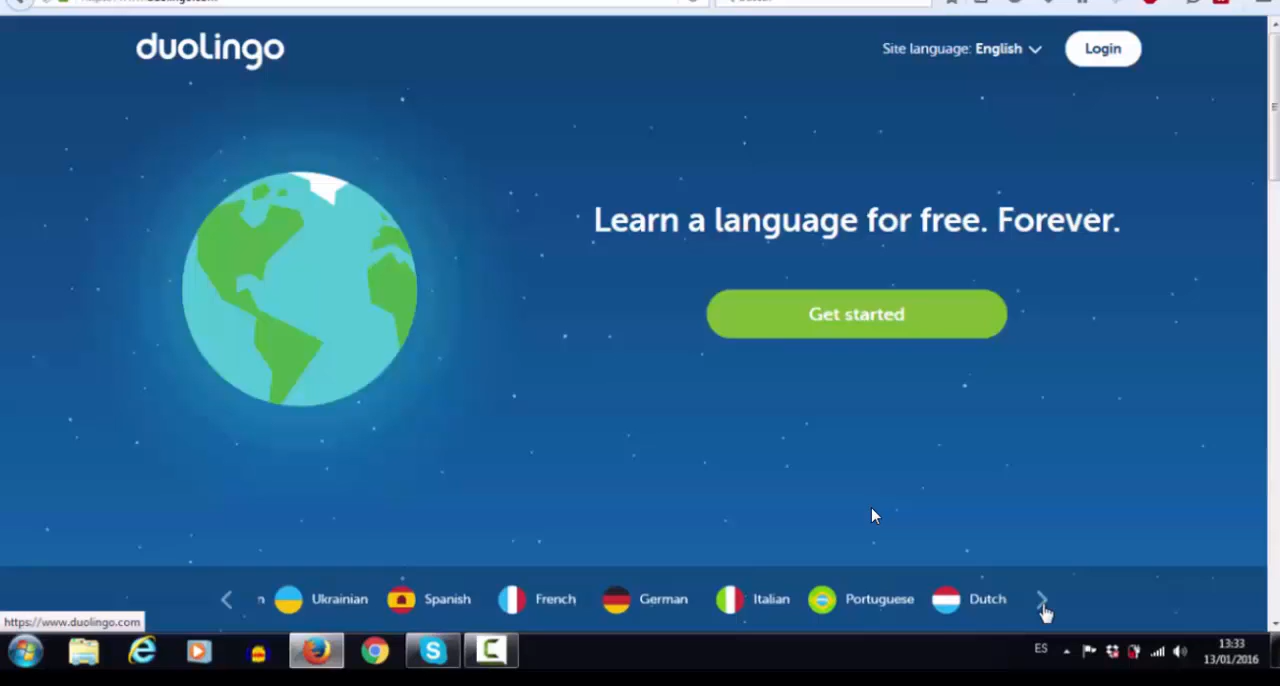 duolingo
Site language: English
Login
Learn a language for free. Forever.
Get started
n Ukrainian Spanish French German Italian Portuguese Dutch
https://www.duolingo.com
ES
13:33
13/01/2016